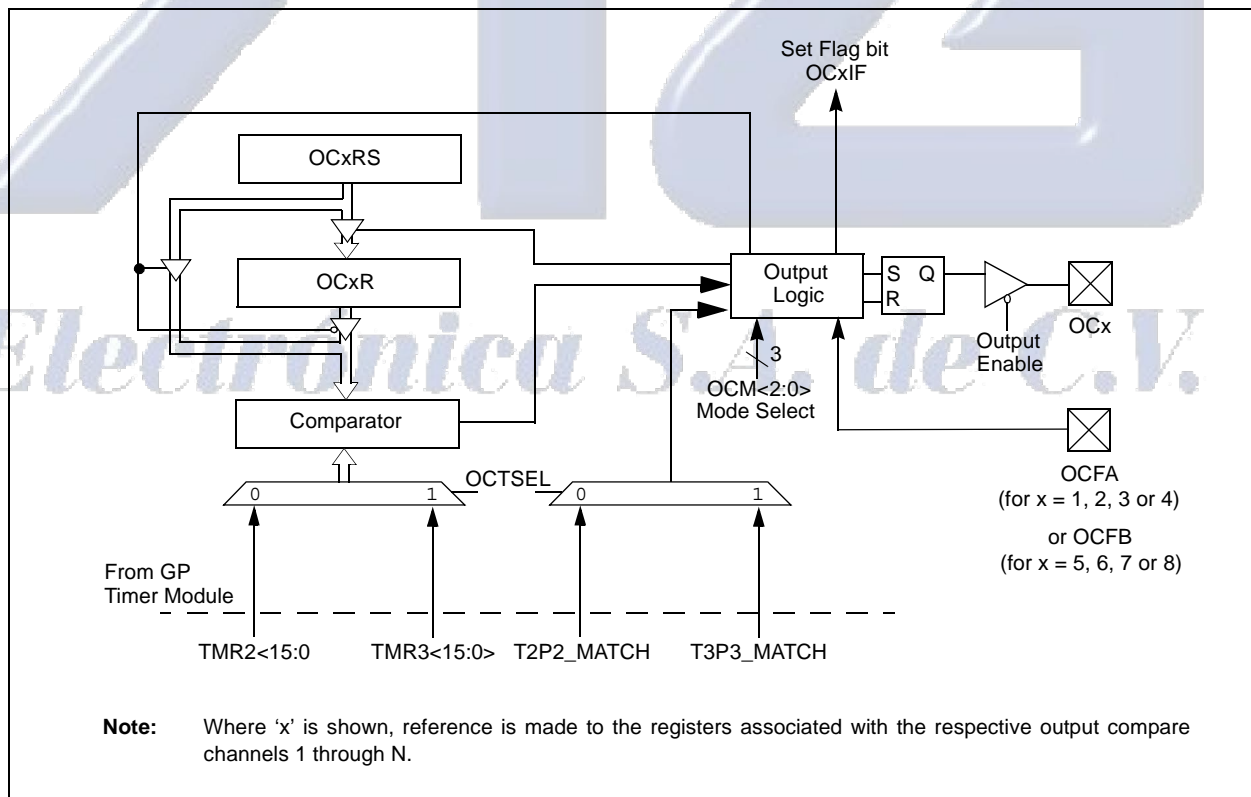 Set Flag bit
OCxIF
OCxRS
OCxR
Output
Logic
S Q
R
OCx
Output
Enable
3
OCM<2:0>
Mode Select
Comparator
OCTSEL
0 1
0 1
OCFA
(for x = 1, 2, 3 or 4)
or OCFB
(for x = 5, 6, 7 or 8)
From GP
Timer Module
TMR2<15:0
TMR3<15:0>
T2P2_MATCH
T3P3_MATCH
Note: Where ‘x’ is shown, reference is made to the registers associated with the respective output compare
channels 1 through N.
Electrónica S.A. de C.V.